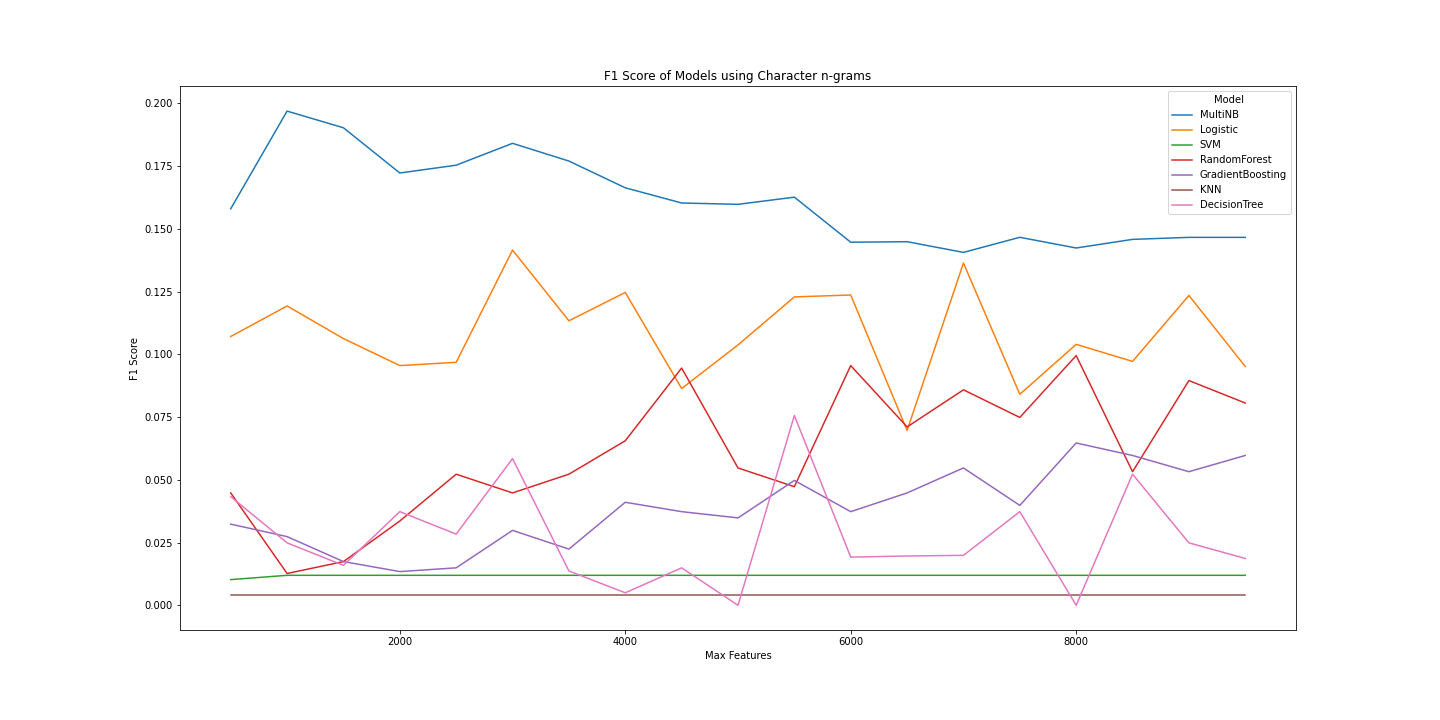 F1 Score of Models using Character n-grams
Model
MultiNB
Logistic
SVM
RandomForest
GradientBoosting
KNN
DecisionTree
F1 Score
0.200
0.175
0.150
0.125
0.100
0.075
0.050
0.025
0.000
2000
4000
6000
8000
Max Features